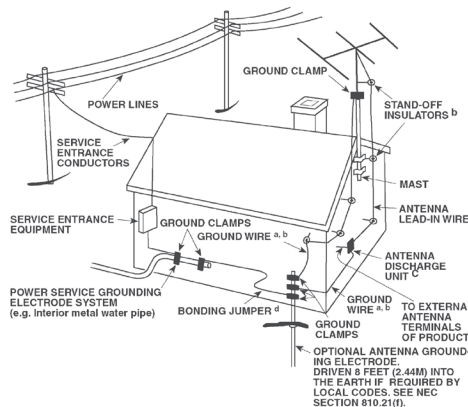 GROUND CLAMP
POWER LINES
STAND-OFF
INSULATORS b
SERVICE
ENTRANCE
CONDUCTORS
MAST
ANTENNA
LEAD-IN WIRE
SERVICE ENTRANCE
EQUIPMENT
GROUND CLAMPS
GROUND WIRE a, b
ANTENNA
DISCHARGE
UNIT C
POWER SERVICE GROUNDING
ELECTRODE SYSTEM
(e.g. Interior metal water pipe)
BONDING JUMPER d
GROUND
WIRE a, b
TO EXTERNA
ANTENNA
TERMINALS
OF PRODUCT
GROUND
CLAMPS
OPTIONAL ANTENNA GROUND-
ING ELECTRODE.
DRIVEN 8 FEET (2.44M) INTO
THE EARTH IF REQUIRED BY
LOCAL CODES. SEE NEC
SECTION 810.21(f).